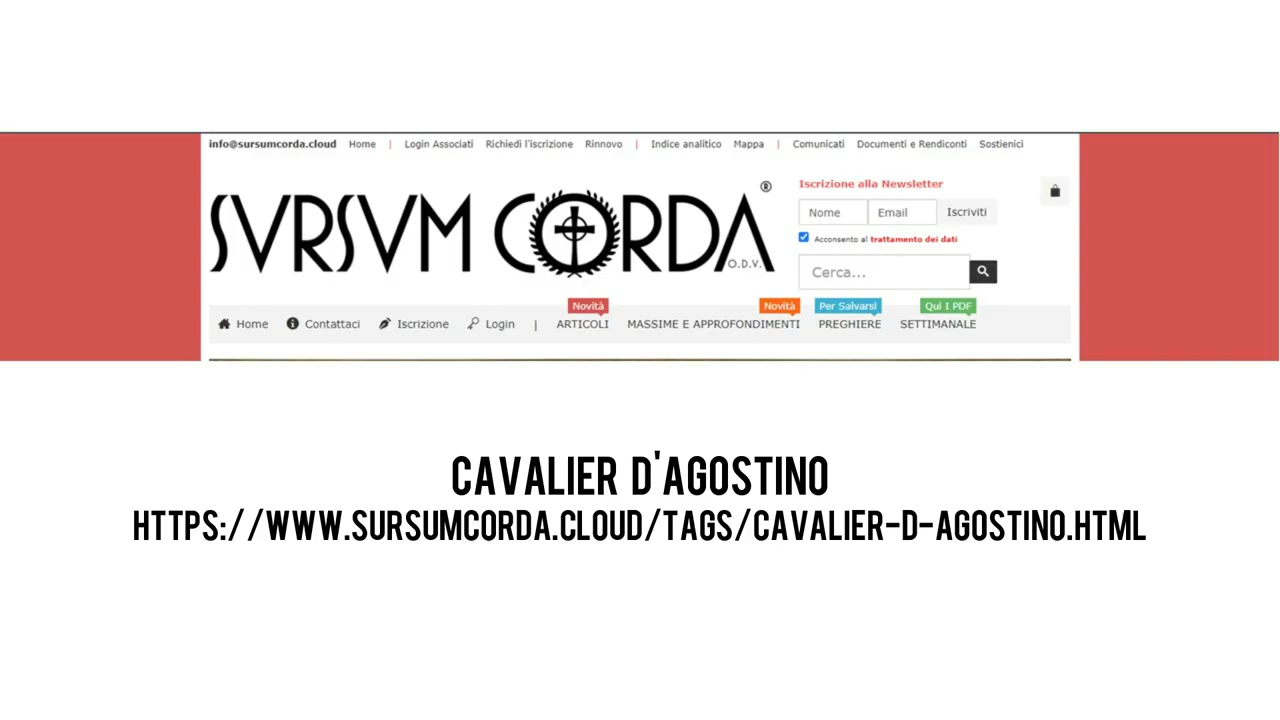 info@sursumcorda.cloud Home | Login Associati Richiedi l'iscrizione Rinnovo | Indice analitico Mappa | Comunicati Documenti e Rendiconti Sostienici
SVRSVM CORDA ®
O.D.V.
Iscrizione alla Newsletter
Nome Email Iscriviti
Acconsento al trattamento dei dati
Cerca...
Novità Novità Per Salvarsi Qui I PDF
Home Contattaci Iscrizione Login | ARTICOLI MASSIME E APPROFONDIMENTI PREGHIERE SETTIMANALE
CAVALIER D'AGOSTINO
HTTPS://WWW.SURSUMCORDA.CLOUD/TAGS/CAVALIER-D-AGOSTINO.HTML